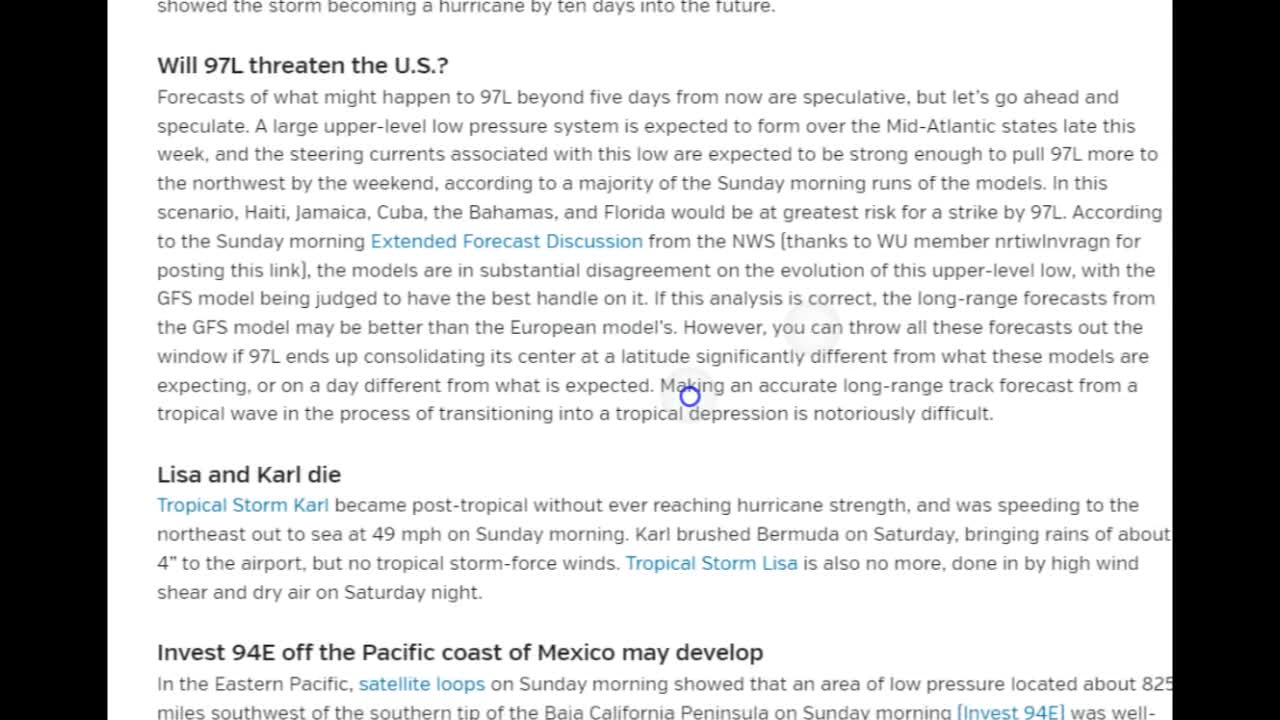 showed the storm becoming a hurricane by ten days into the future.
Will 97L threaten the U.S.?
Forecasts of what might happen to 97L beyond five days from now are speculative, but let's go ahead and
speculate. A large upper-level low pressure system is expected to form over the Mid-Atlantic states late this
week, and the steering currents associated with this low are expected to be strong enough to pull 97L more to
the northwest by the weekend, according to a majority of the Sunday morning runs of the models. In this
scenario, Haiti, Jamaica, Cuba, the Bahamas, and Florida would be at greatest risk for a strike by 97L. According
to the Sunday morning Extended Forecast Discussion from the NWS (thanks to WU member nrtiwlnvragn for
posting this link), the models are in substantial disagreement on the evolution of this upper-level low, with the
GFS model being judged to have the best handle on it. If this analysis is correct, the long-range forecasts from
the GFS model may be better than the European model's. However, you can throw all these forecasts out the
window if 97L ends up consolidating its center at a latitude significantly different from what these models are
expecting, or on a day different from what is expected. Making an accurate long-range track forecast from a
tropical wave in the process of transitioning into a tropical depression is notoriously difficult.
Lisa and Karl die
Tropical Storm Karl became post-tropical without ever reaching hurricane strength, and was speeding to the
northeast out to sea at 49 mph on Sunday morning. Karl brushed Bermuda on Saturday, bringing rains of about
4” to the airport, but no tropical storm-force winds. Tropical Storm Lisa is also no more, done in by high wind
shear and dry air on Saturday night.
Invest 94E off the Pacific coast of Mexico may develop
In the Eastern Pacific, satellite loops on Sunday morning showed that an area of low pressure located about 825
miles southwest of the southern tip of the Baja California Peninsula on Sunday morning (Invest 94E) was well-